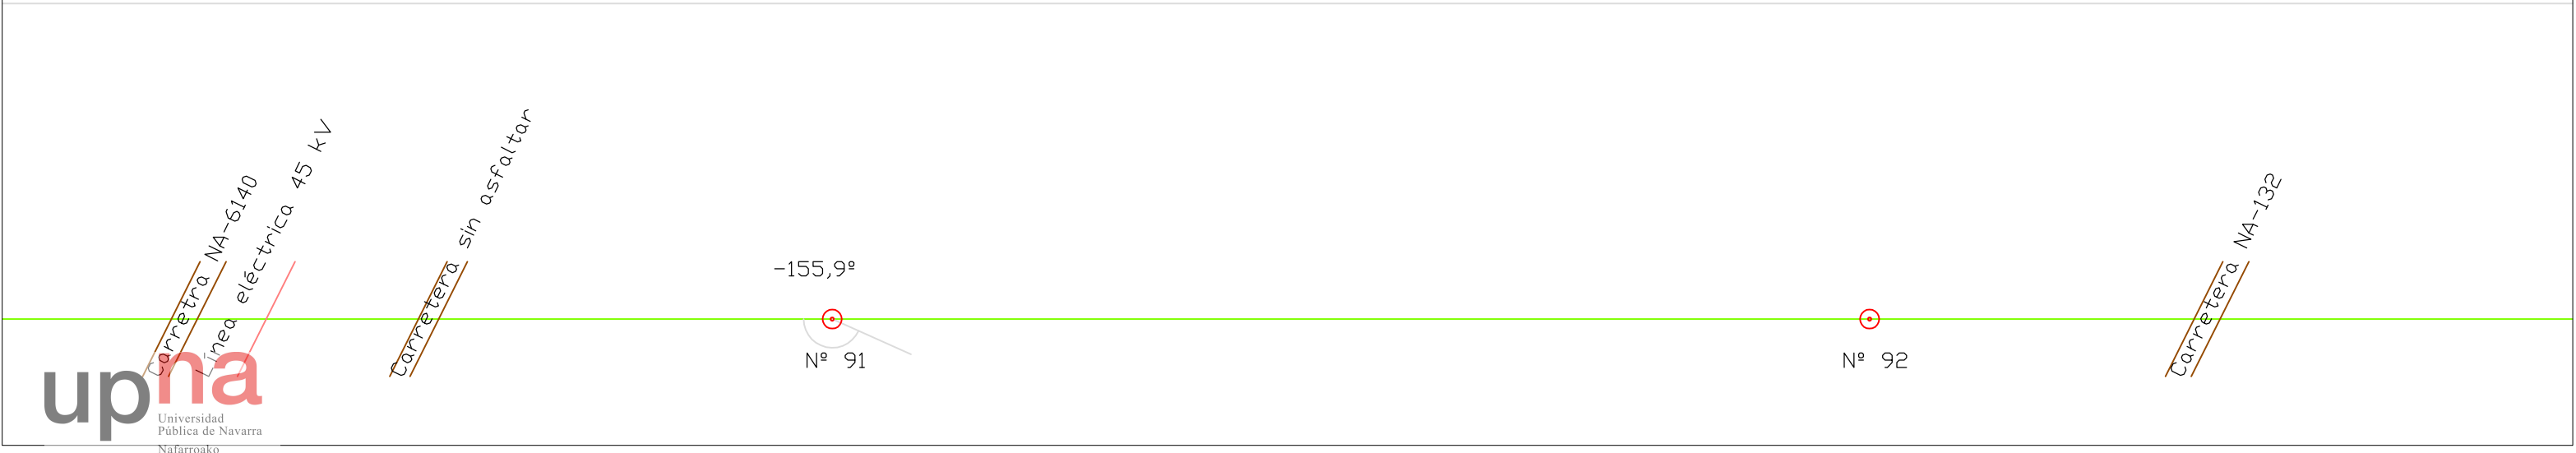 Carretra NA-6140
Línea eléctrica 45 kV
Carretera sin asfaltar
-155,9º
Nº 91
Nº 92
Carretera NA-132
upna
Universidad
Pública de Navarra
Nafarroako